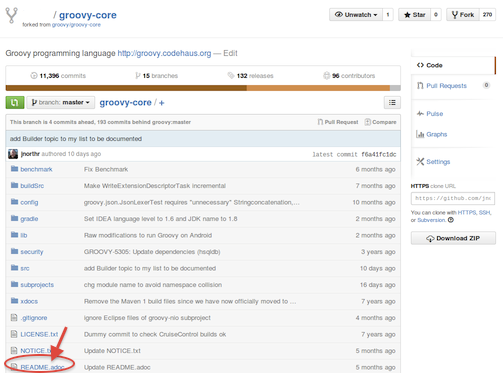 / groovy-core
forked from groovy/groovy-core
Unwatch 1
Star 0
Fork 270
Groovy programming language http://groovy.codehaus.org — Edit
11,396 commits
15 branches
132 releases
96 contributors
branch: master
groovy-core / +
This branch is 4 commits ahead, 193 commits behind groovy:master
Pull Request
Compare
add Builder topic to my list to be documented
jnorthr authored 10 days ago
latest commit f6a41fc1dc
benchmark Fix Benchmark 6 months ago
buildSrc Make WriteExtensionDescriptorTask incremental 7 months ago
config groovy.json.JsonLexerTest requires "unnecessary" Stringconcatenation,... 10 months ago
gradle Set IDEA language level to 1.6 and JDK name to 1.8 2 months ago
lib Raw modifications to run Groovy on Android 2 months ago
security GROOVY-5305: Update dependencies (hsqldb) 3 years ago
src add Builder topic to my list to be documented 10 days ago
subprojects chg module name to avoid namespace collision 16 days ago
xdocs Remove the Maven 1 build files since we have now officially moved to ... 7 years ago
.gitignore ignore Eclipse files of groovy-nio subproject 4 months ago
LICENSE.txt Dummy commit to check CruiseControl builds ok 7 years ago
NOTICE.txt Update NOTICE.txt 5 months ago
README.adoc Update README.adoc 5 months ago
Code
Pull Requests 0
Pulse
Graphs
Settings
HTTPS clone URL
https://github.com/jno
You can clone with HTTPS, SSH,
or Subversion.
Download ZIP